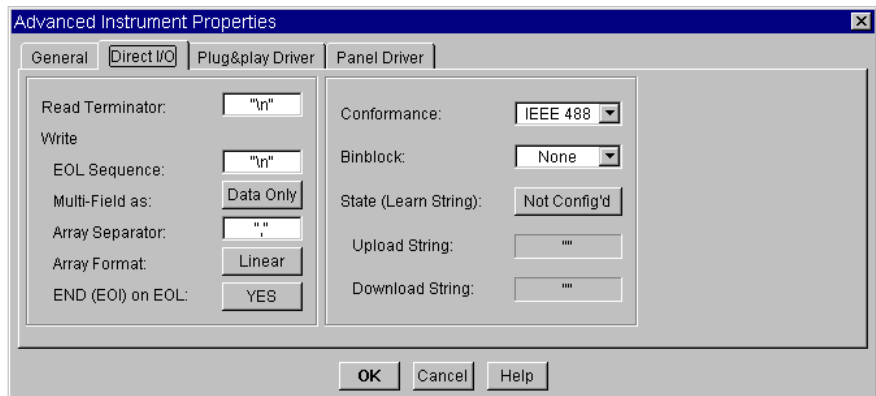 Advanced Instrument Properties
General Direct I/O Plug&play Driver Panel Driver
Read Terminator: "\n"
Write
EOL Sequence: "\n"
Multi-Field as: Data Only
Array Separator: ","
Array Format: Linear
END (EOI) on EOL: YES
Conformance: IEEE 488
Binblock: None
State (Learn String): Not Config'd
Upload String: ""
Download String: ""
OK Cancel Help